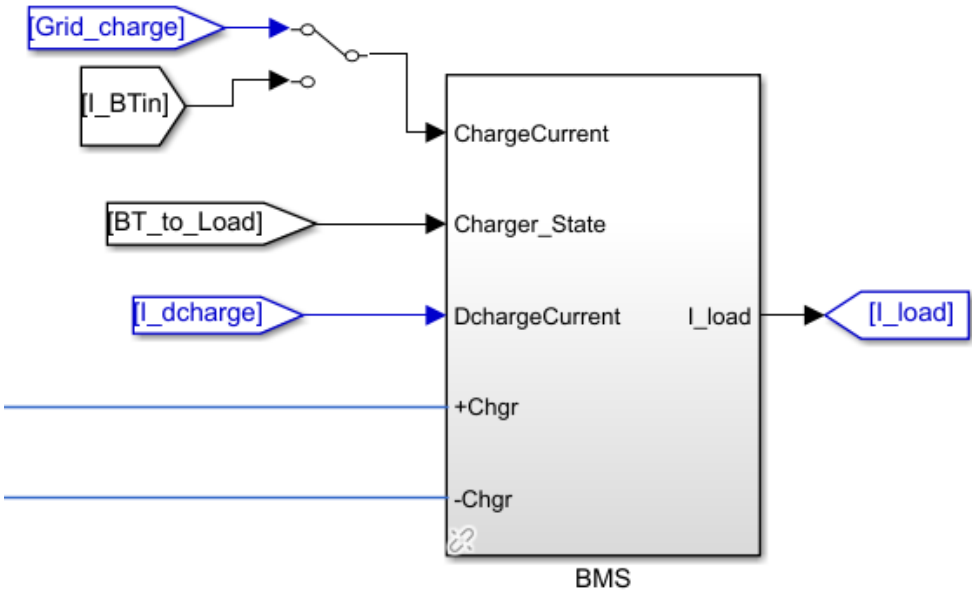 [Grid_charge]
[I_BTin]
ChargeCurrent
[BT_to_Load]
Charger_State
[I_dcharge]
DchargeCurrent
I_load
[I_load]
+Chgr
-Chgr
BMS